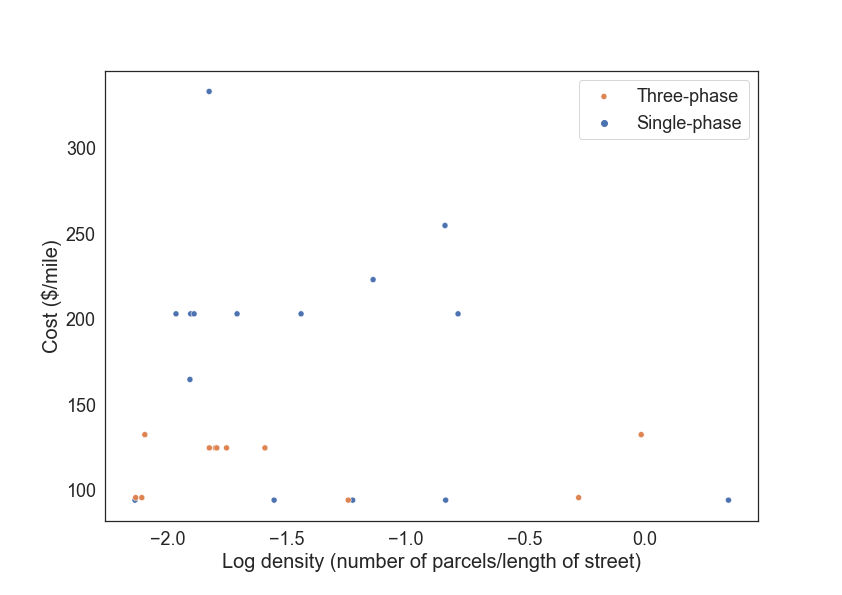 Three-phase
Single-phase
300
250
200
150
100
Cost ($/mile)
−2.0 −1.5 −1.0 −0.5 0.0
Log density (number of parcels/length of street)